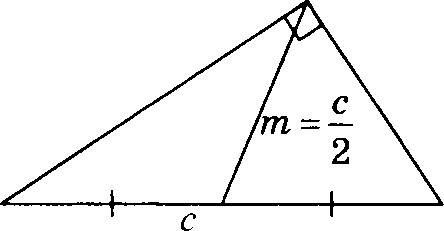 m = c/2
c